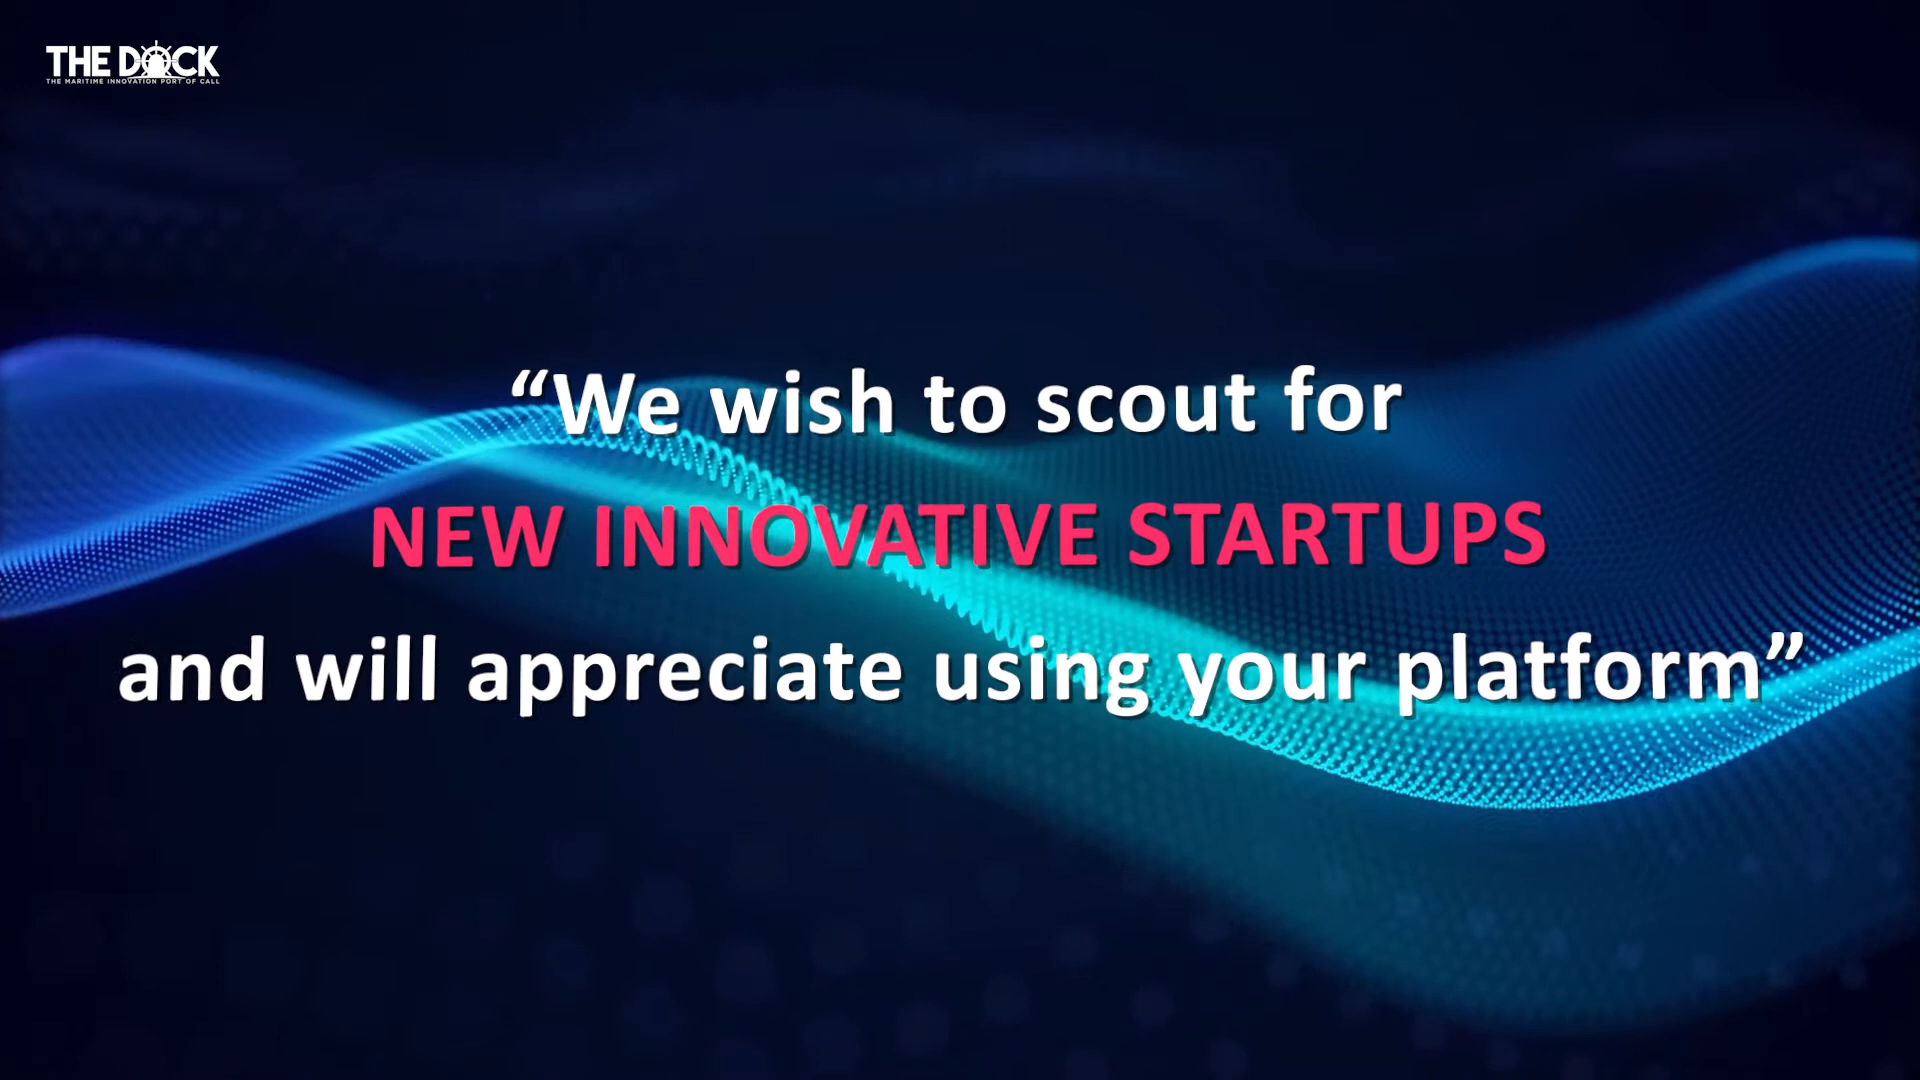 THE DOCK
THE MARITIME INNOVATION PORT OF CALL
“We wish to scout for
NEW INNOVATIVE STARTUPS
and will appreciate using your platform”